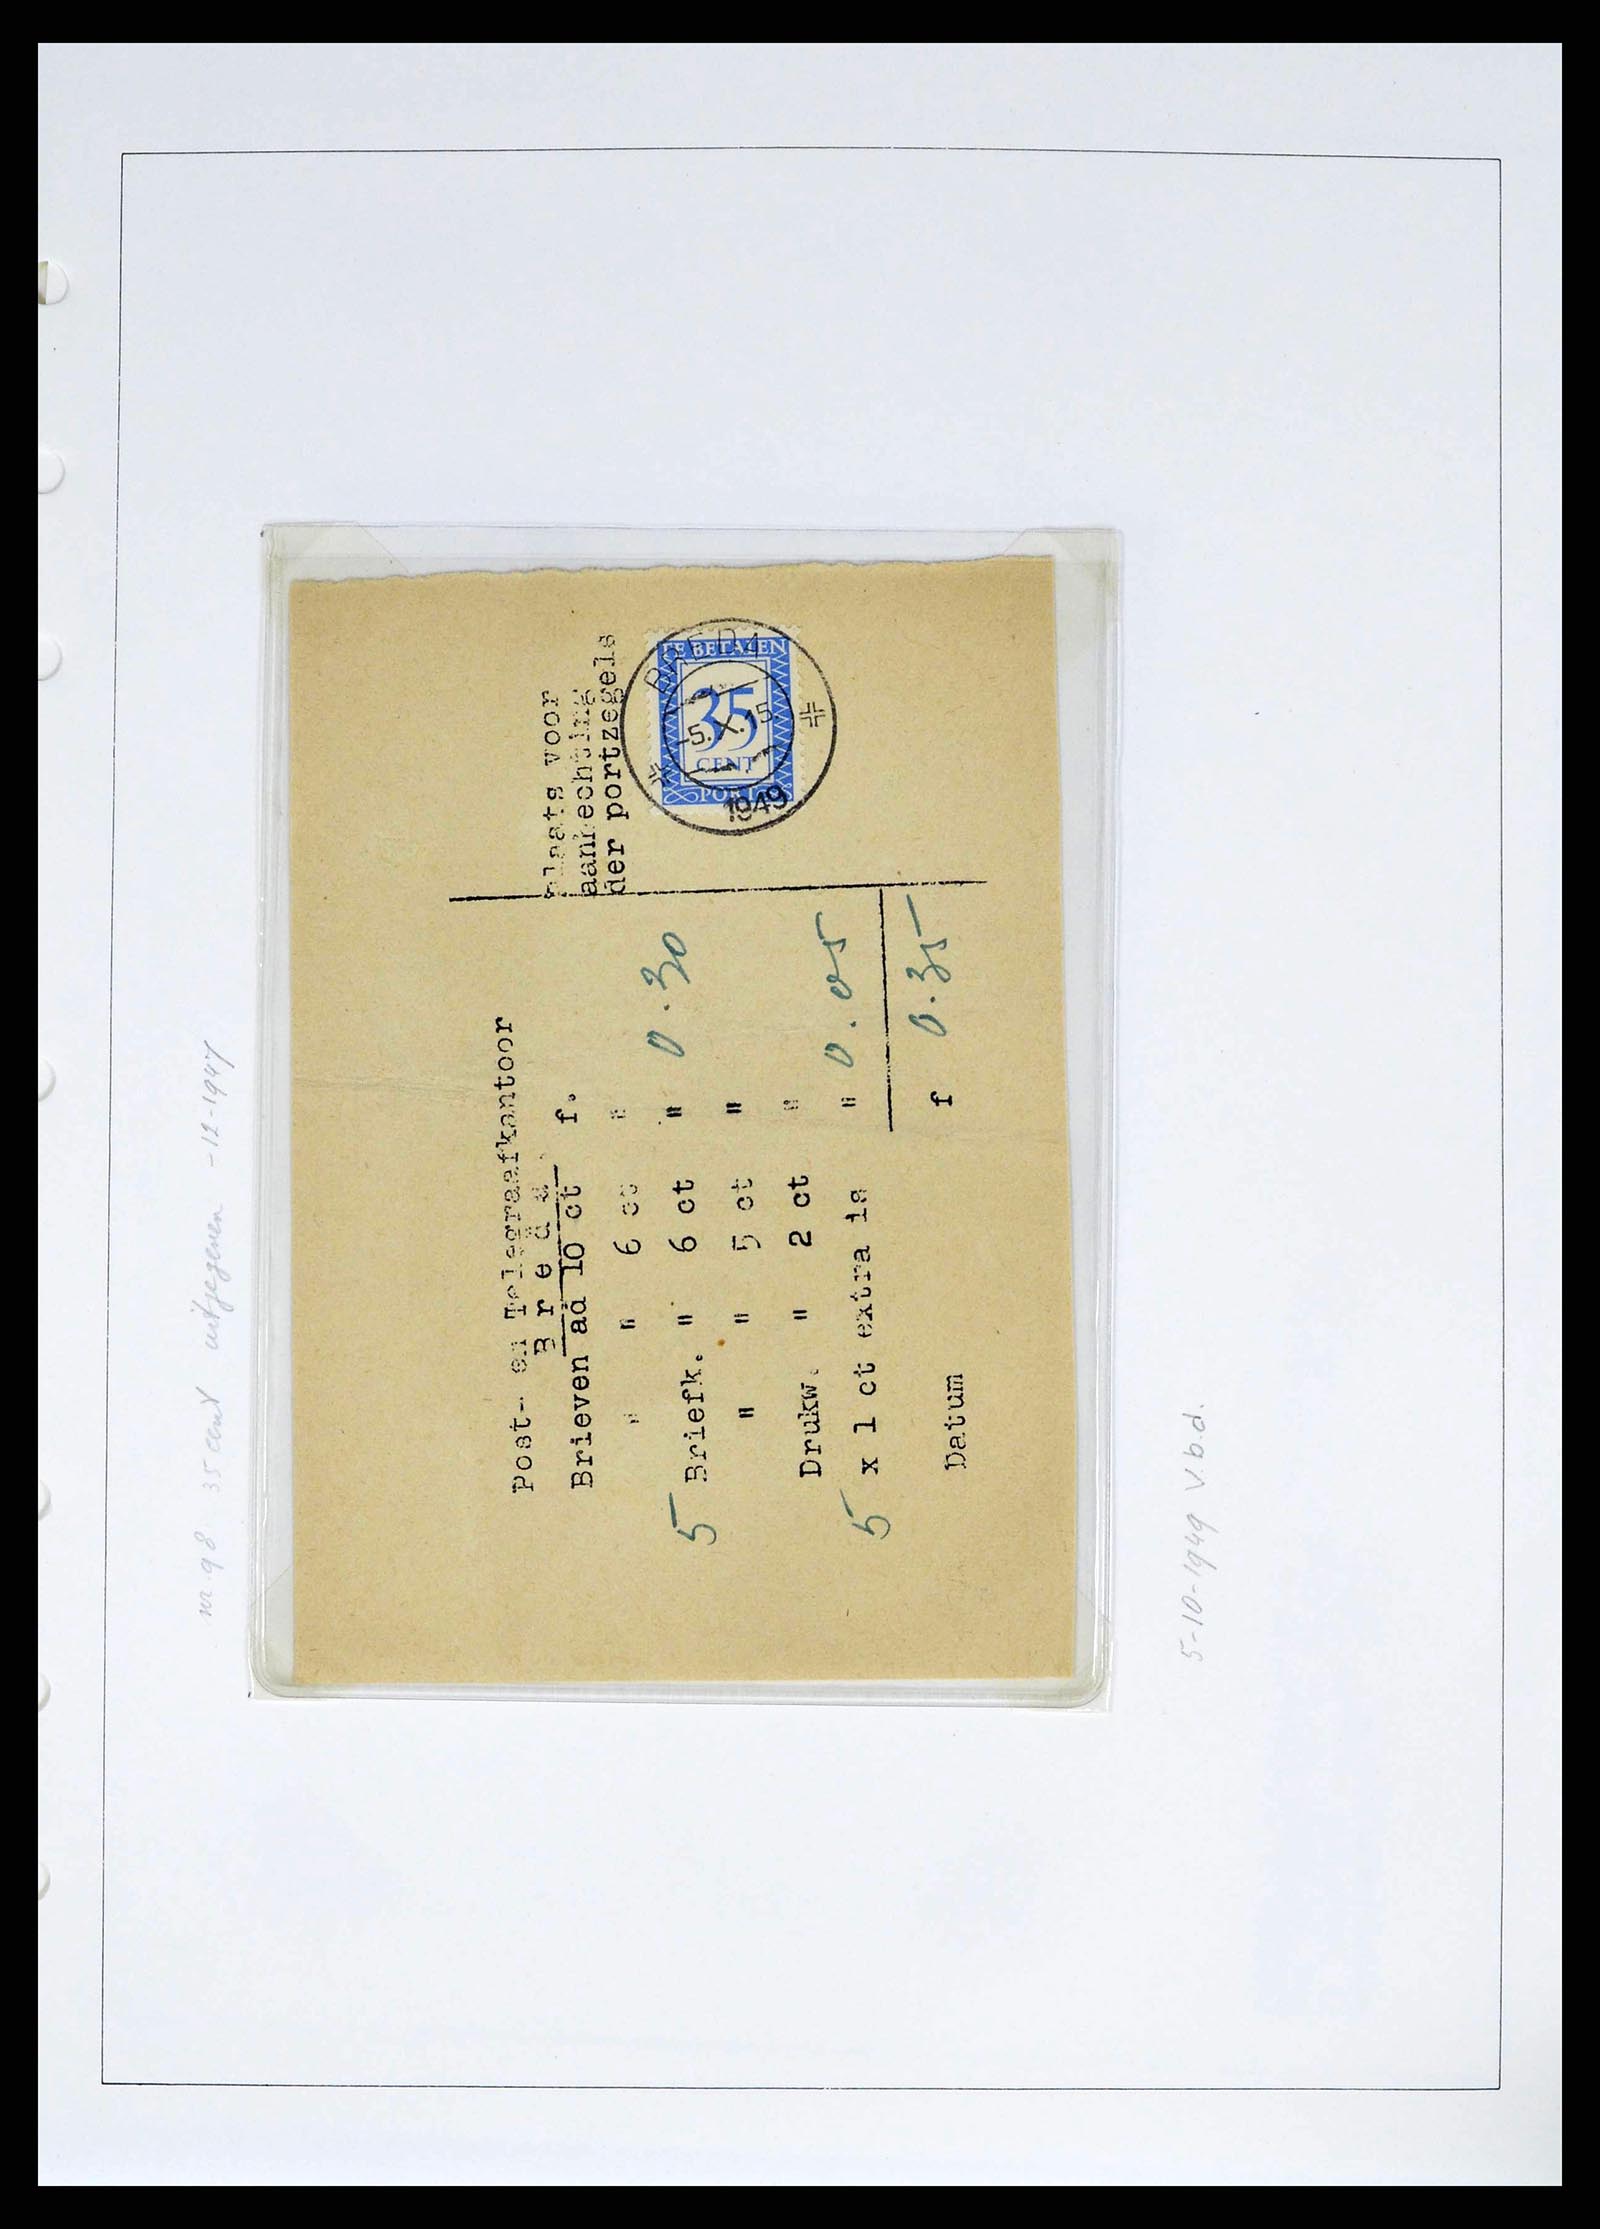 nr. 98 35 cent uitgegeven -12-1947
Post- en Telegraafkantoor
Breda
Brieven ad 10 ct f.
" " 6 ct "
5 Briefk. " 6 ct " 0.30
" " 5 ct "
Drukw. " 2 ct "
5 x 1 ct extra is " 0.05
Datum f 0.35
plaats voor
aanhechting
der portzegels
TE BETALEN
35
CENT
PORT
BREDA
-5.X.15
1949
5-10-1949 V.b.d.